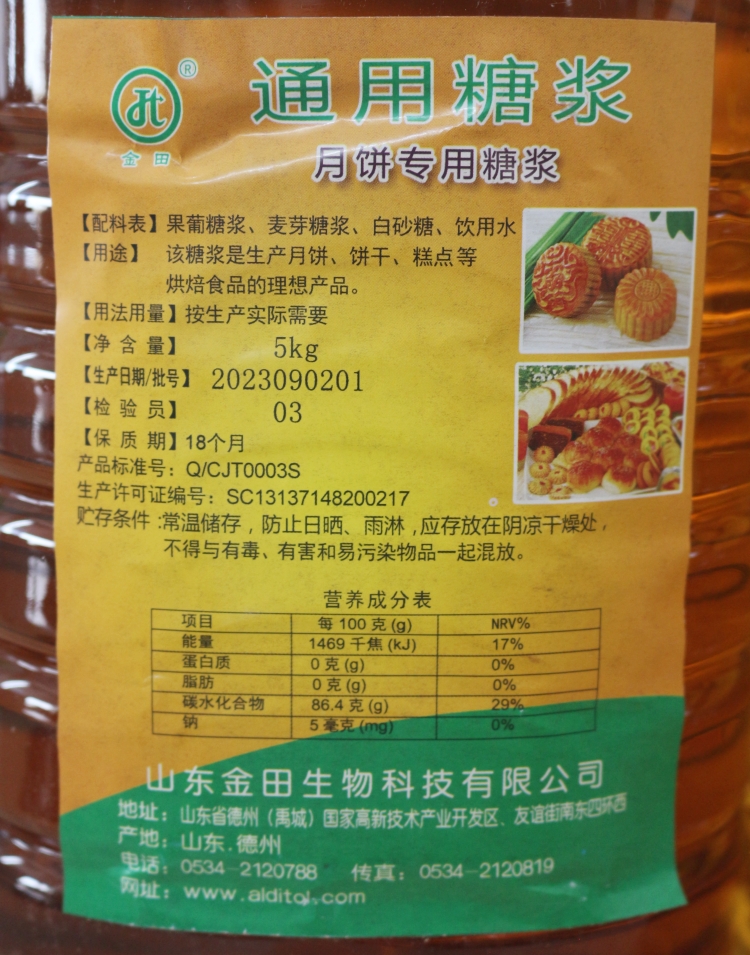 ®
金田
通用糖浆
月饼专用糖浆
【配料表】果葡糖浆、麦芽糖浆、白砂糖、饮用水
【用途】 该糖浆是生产月饼、饼干、糕点等
烘焙食品的理想产品。
【用法用量】按生产实际需要
【净含量】 5kg
【生产日期/批号】 2023090201
【检验员】 03
【保质期】18个月
产品标准号：Q/CJT0003S
生产许可证编号：SC13137148200217
贮存条件:常温储存，防止日晒、雨淋,应存放在阴凉干燥处，
不得与有毒、有害和易污染物品一起混放。
营养成分表
项目 每100克(g) NRV%
能量 1469千焦(kJ) 17%
蛋白质 0克(g) 0%
脂肪 0克(g) 0%
碳水化合物 86.4克(g) 29%
钠 5毫克(mg) 0%
山东金田生物科技有限公司
地址：山东省德州（禹城）国家高新技术产业开发区、友谊街南东四环西
产地：山东.德州
电话：0534-2120788 传真：0534-2120819
网址：www.alditol.com